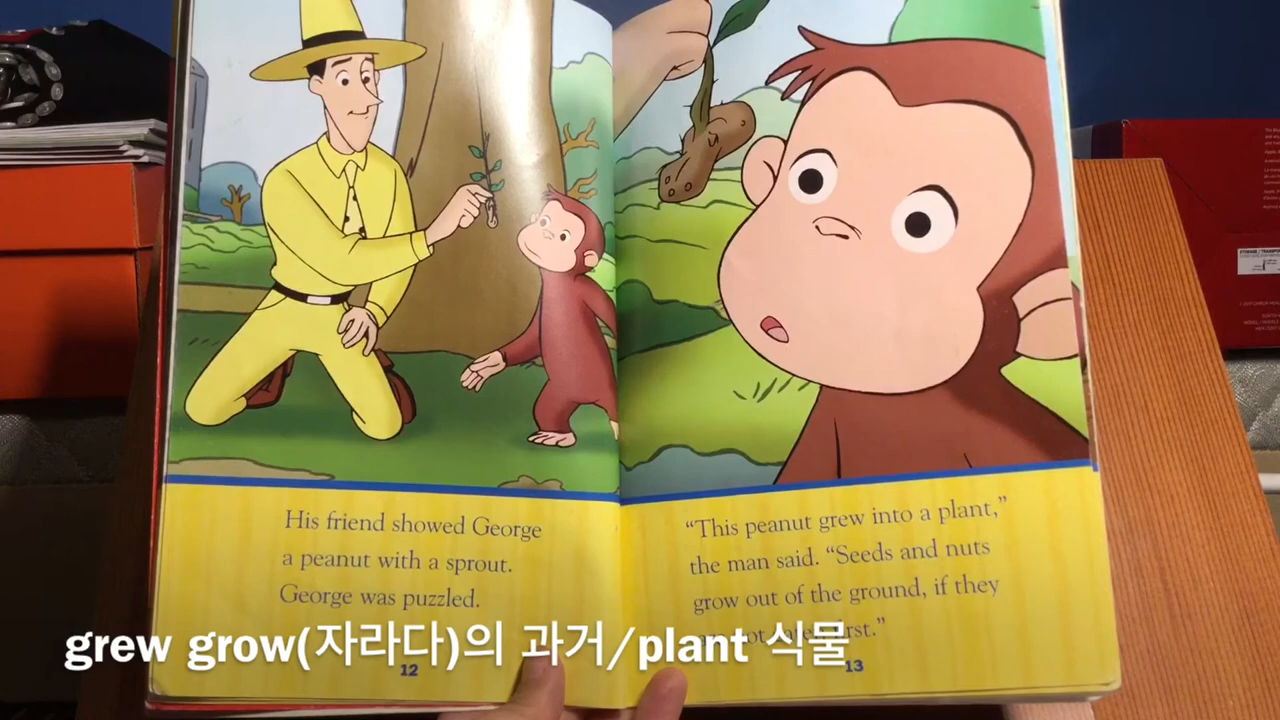 His friend showed George
a peanut with a sprout.
George was puzzled.
12
“This peanut grew into a plant,”
the man said. “Seeds and nuts
grow out of the ground, if they
not first.”
13
grew grow(자라다)의 과거/plant 식물